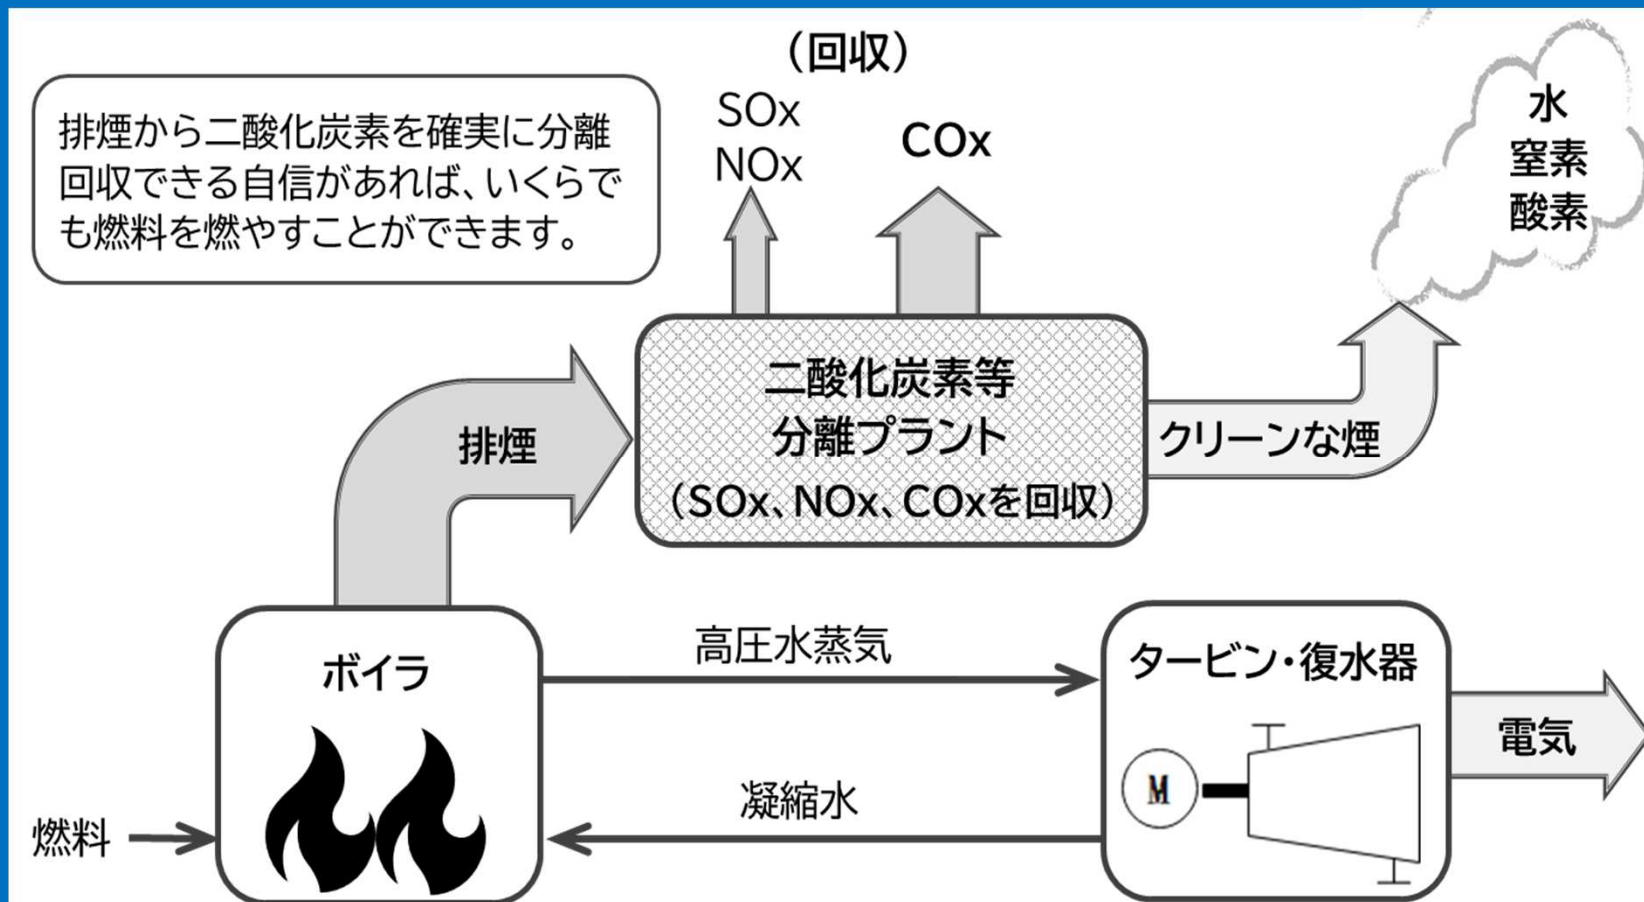 （回収）
排煙から二酸化炭素を確実に分離
回収できる自信があれば、いくらで
も燃料を燃やすことができます。
SOx
NOx
COx
水
窒素
酸素
二酸化炭素等
分離プラント
（SOx、NOx、COxを回収）
排煙
クリーンな煙
ボイラ
高圧水蒸気
タービン・復水器
電気
M
凝縮水
燃料